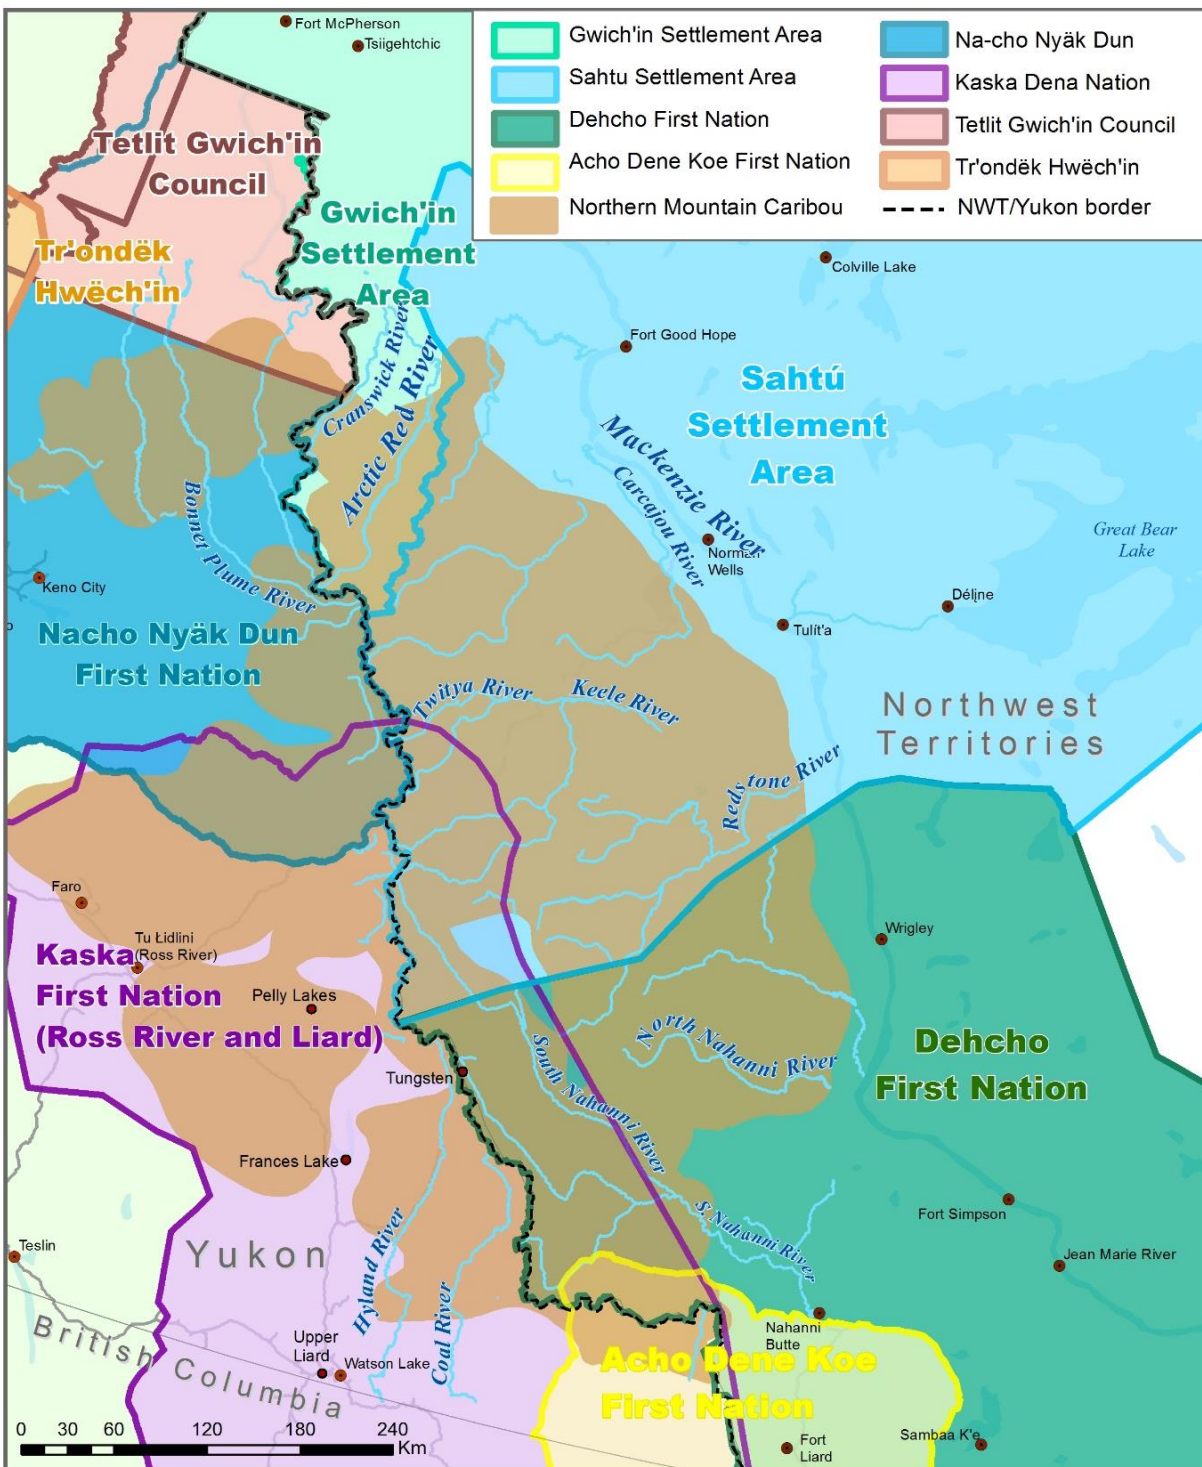 Fort McPherson
Tsiigehtchic
Gwich'in Settlement Area
Sahtu Settlement Area
Dehcho First Nation
Acho Dene Koe First Nation
Northern Mountain Caribou
Na-cho Nyäk Dun
Kaska Dena Nation
Tetlit Gwich'in Council
Tr'ondëk Hwëch'in
NWT/Yukon border
Tetlit Gwich'in
Council
Gwich'in
Settlement
Area
Tr'ondëk
Hwëch'in
Colville Lake
Fort Good Hope
Cranswick River
Arctic Red River
Sahtú
Settlement
Area
Mackenzie River
Carcajou River
Bonnet Plume River
Norman
Wells
Great Bear
Lake
Keno City
Délįne
Tulít'a
Nacho Nyäk Dun
First Nation
Twitya River
Keele River
Northwest
Territories
Redstone River
Faro
Tu Łidlini
(Ross River)
Wrigley
Kaska
First Nation
(Ross River and Liard)
Pelly Lakes
North Nahanni River
South Nahanni River
Dehcho
First Nation
Tungsten
Frances Lake
S. Nahanni River
Fort Simpson
Teslin
Yukon
Hyland River
Coal River
Jean Marie River
British Columbia
Nahanni
Butte
Upper
Liard
Watson Lake
Acho Dene Koe
First Nation
Fort
Liard
Sambaa K'e
0 30 60 120 180 240
Km